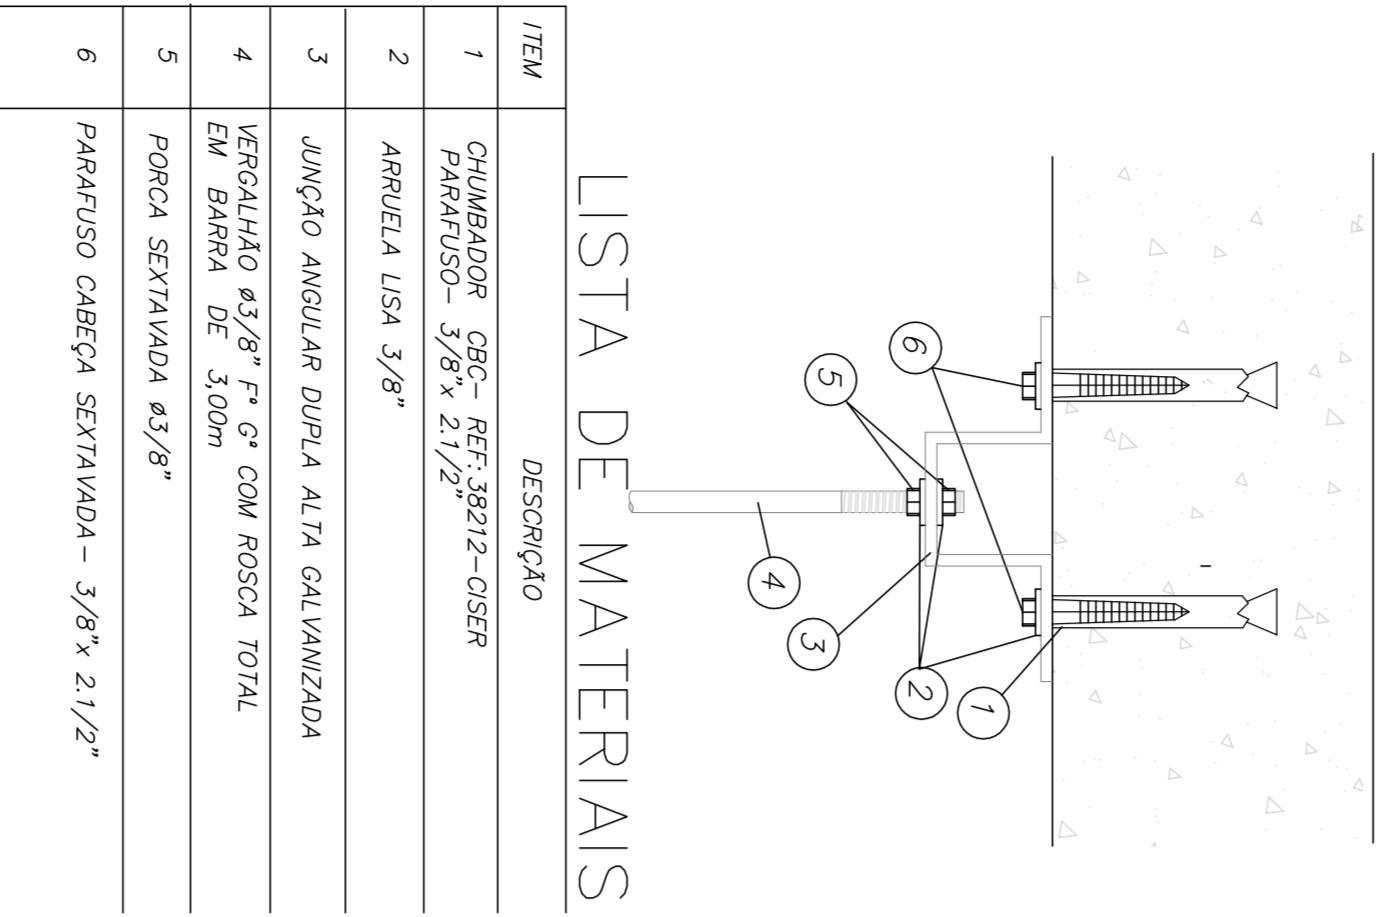 6
5
6
5
4
3
2
1
LISTA DE MATERIAIS
ITEM DESCRIÇÃO
1 CHUMBADOR CBC- REF:38212-CISER
PARAFUSO- 3/8"x 2.1/2"
2 ARRUELA LISA 3/8"
3 JUNÇÃO ANGULAR DUPLA ALTA GALVANIZADA
4 VERGALHÃO ø3/8" Fº Gº COM ROSCA TOTAL
EM BARRA DE 3,00m
5 PORCA SEXTAVADA ø3/8"
6 PARAFUSO CABEÇA SEXTAVADA- 3/8"x 2.1/2"